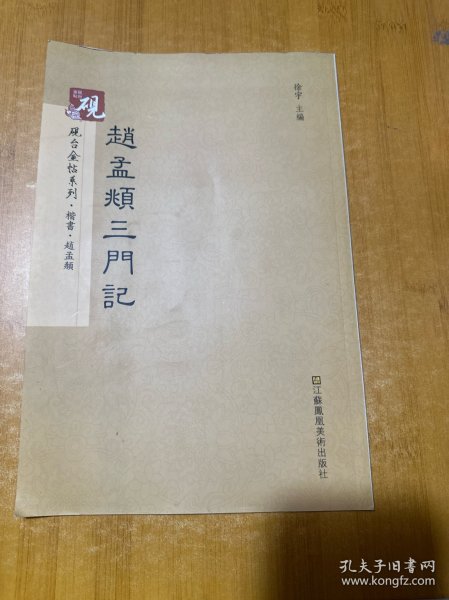 徐宇 主編
硯
硯台金帖系列·楷書·趙孟頫
趙孟頫三門記
江蘇鳳凰美術出版社
孔夫子旧书网
www.kongfz.com